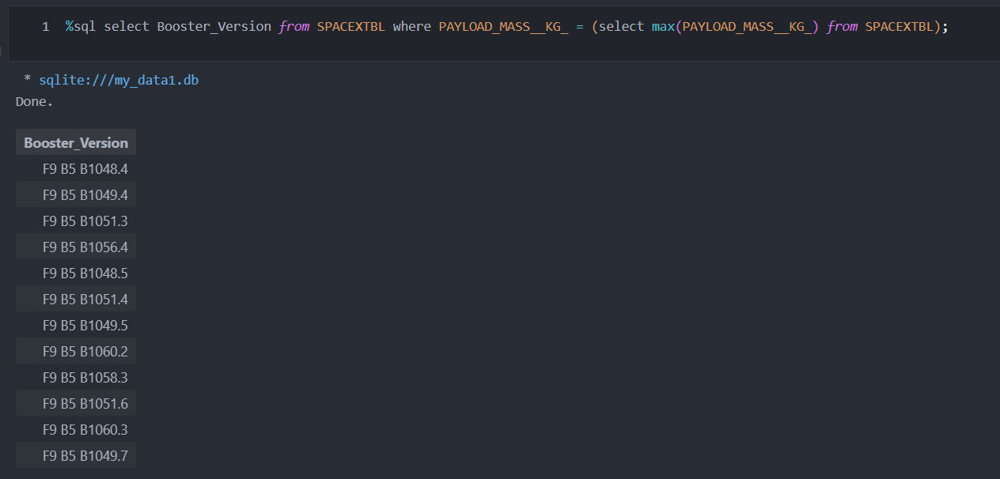 1 %sql select Booster_Version from SPACEXTBL where PAYLOAD_MASS__KG_ = (select max(PAYLOAD_MASS__KG_) from SPACEXTBL);
* sqlite:///my_data1.db
Done.
Booster_Version
F9 B5 B1048.4
F9 B5 B1049.4
F9 B5 B1051.3
F9 B5 B1056.4
F9 B5 B1048.5
F9 B5 B1051.4
F9 B5 B1049.5
F9 B5 B1060.2
F9 B5 B1058.3
F9 B5 B1051.6
F9 B5 B1060.3
F9 B5 B1049.7